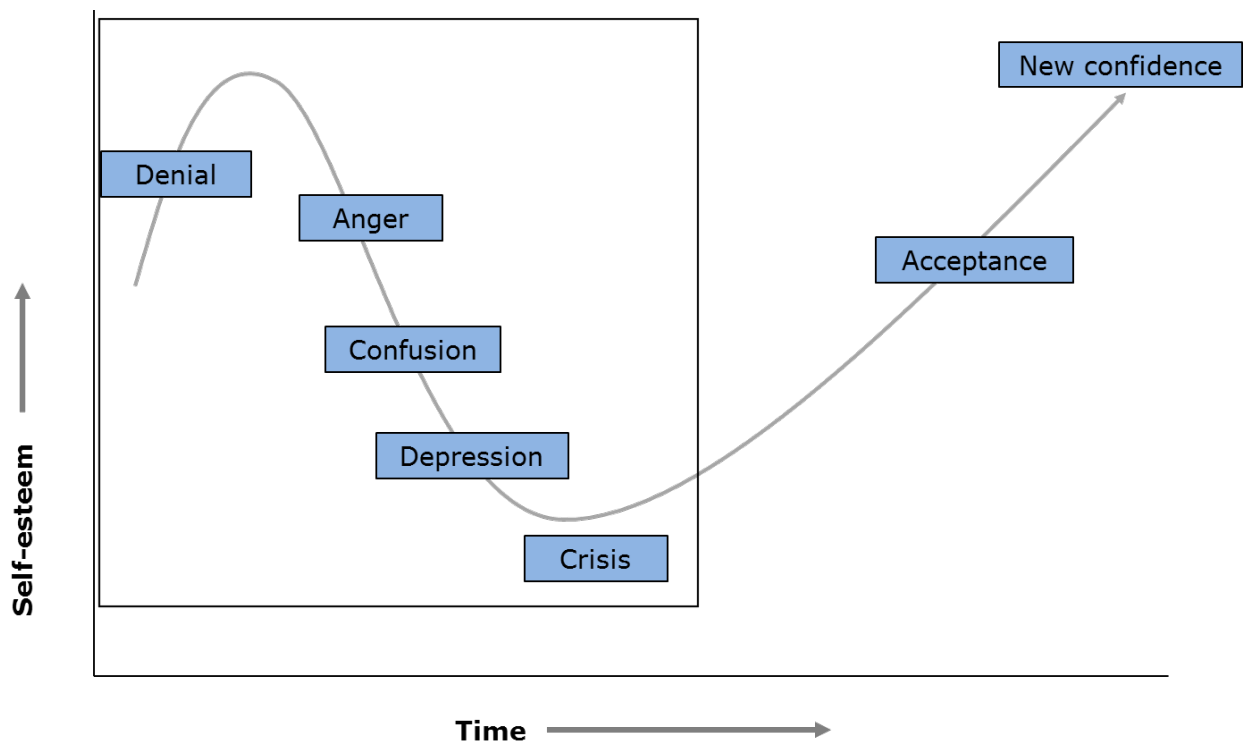 New confidence
Denial
Anger
Acceptance
Confusion
Depression
Crisis
Self-esteem
Time